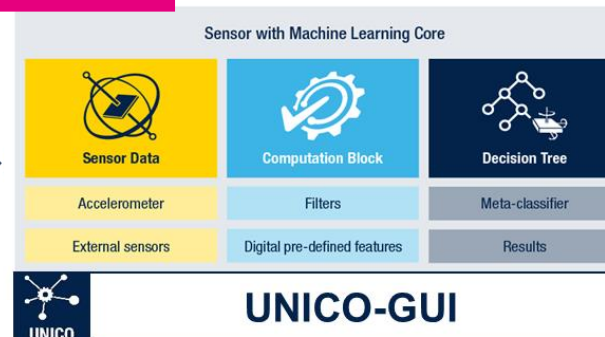 Sensor with Machine Learning Core
Sensor Data
Computation Block
Decision Tree
Accelerometer
Filters
Meta-classifier
External sensors
Digital pre-defined features
Results
UNICO
UNICO-GUI